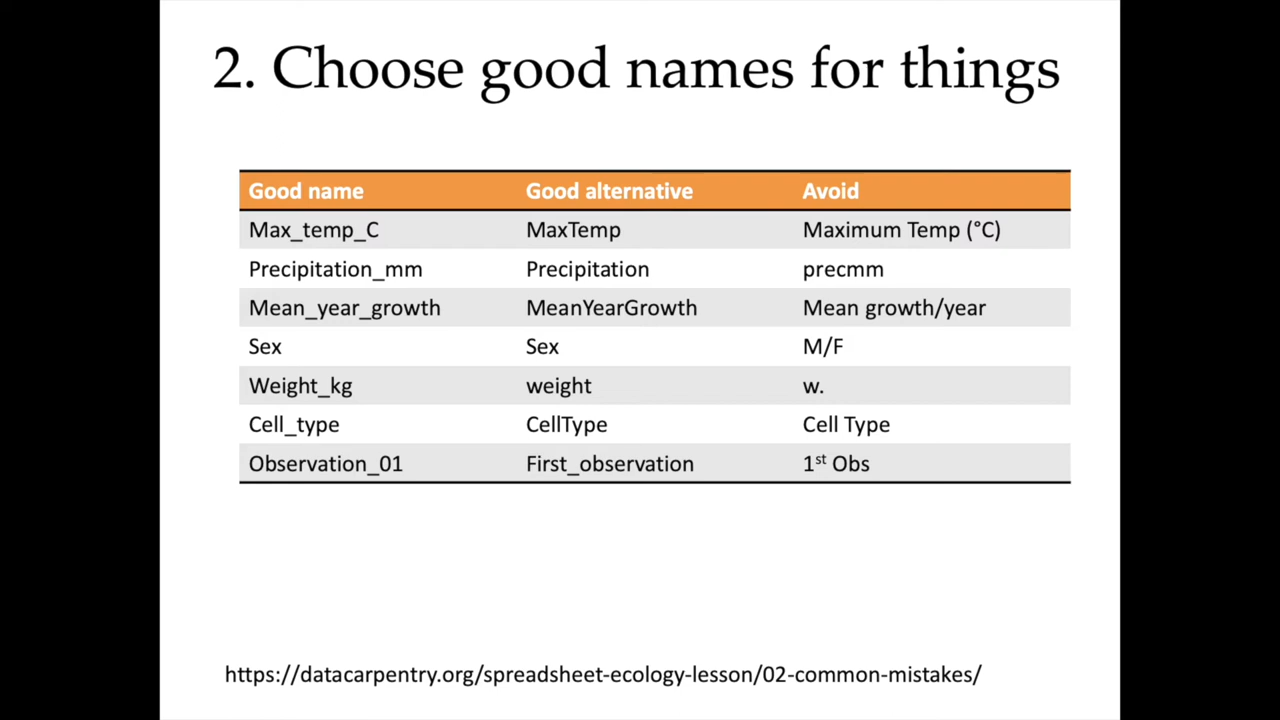 2. Choose good names for things
Good name Good alternative Avoid
Max_temp_C MaxTemp Maximum Temp (°C)
Precipitation_mm Precipitation precmm
Mean_year_growth MeanYearGrowth Mean growth/year
Sex Sex M/F
Weight_kg weight w.
Cell_type CellType Cell Type
Observation_01 First_observation 1st Obs
https://datacarpentry.org/spreadsheet-ecology-lesson/02-common-mistakes/